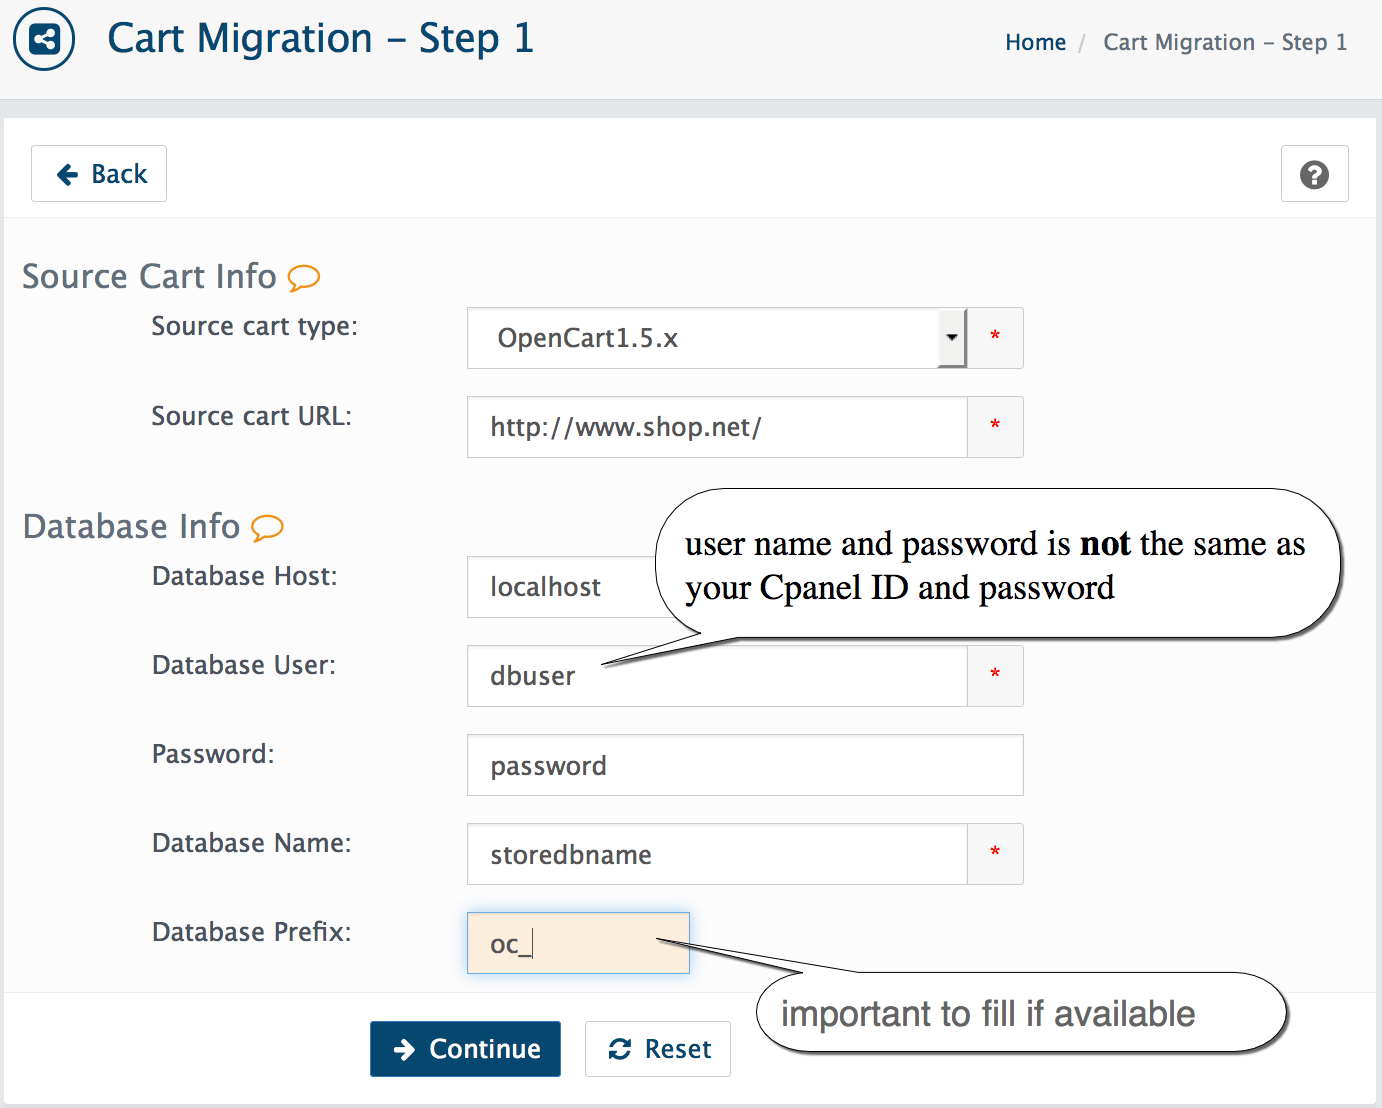 Cart Migration – Step 1
Home / Cart Migration – Step 1
Back
Source Cart Info
Source cart type:
OpenCart1.5.x
*
Source cart URL:
http://www.shop.net/
*
Database Info
user name and password is not the same as
your Cpanel ID and password
Database Host:
localhost
Database User:
dbuser
*
Password:
password
Database Name:
storedbname
*
Database Prefix:
oc_
important to fill if available
Continue
Reset